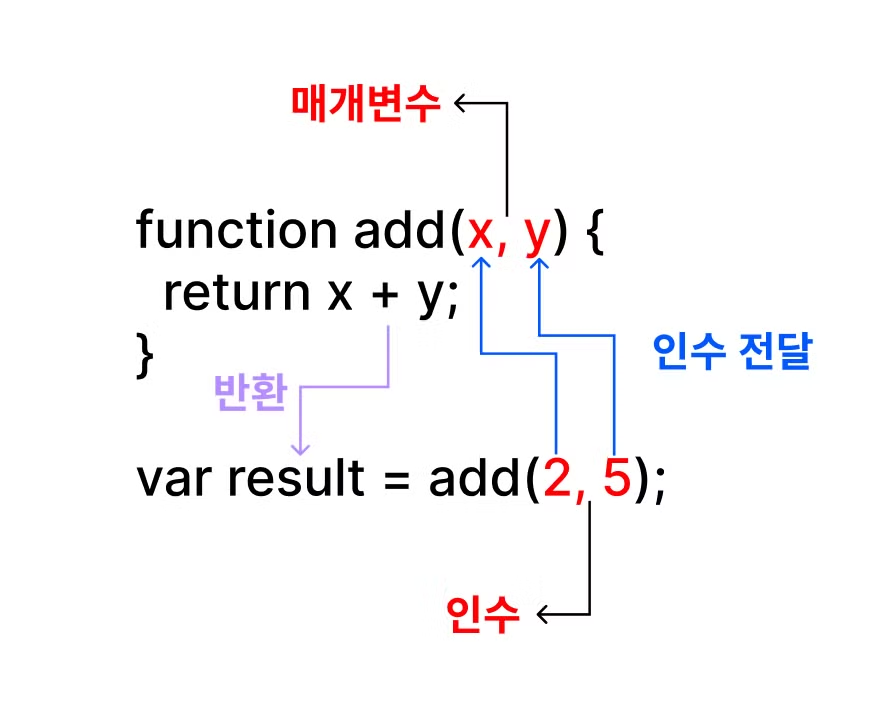 매개변수
function add(x, y) {
return x + y;
}
인수 전달
반환
var result = add(2, 5);
인수